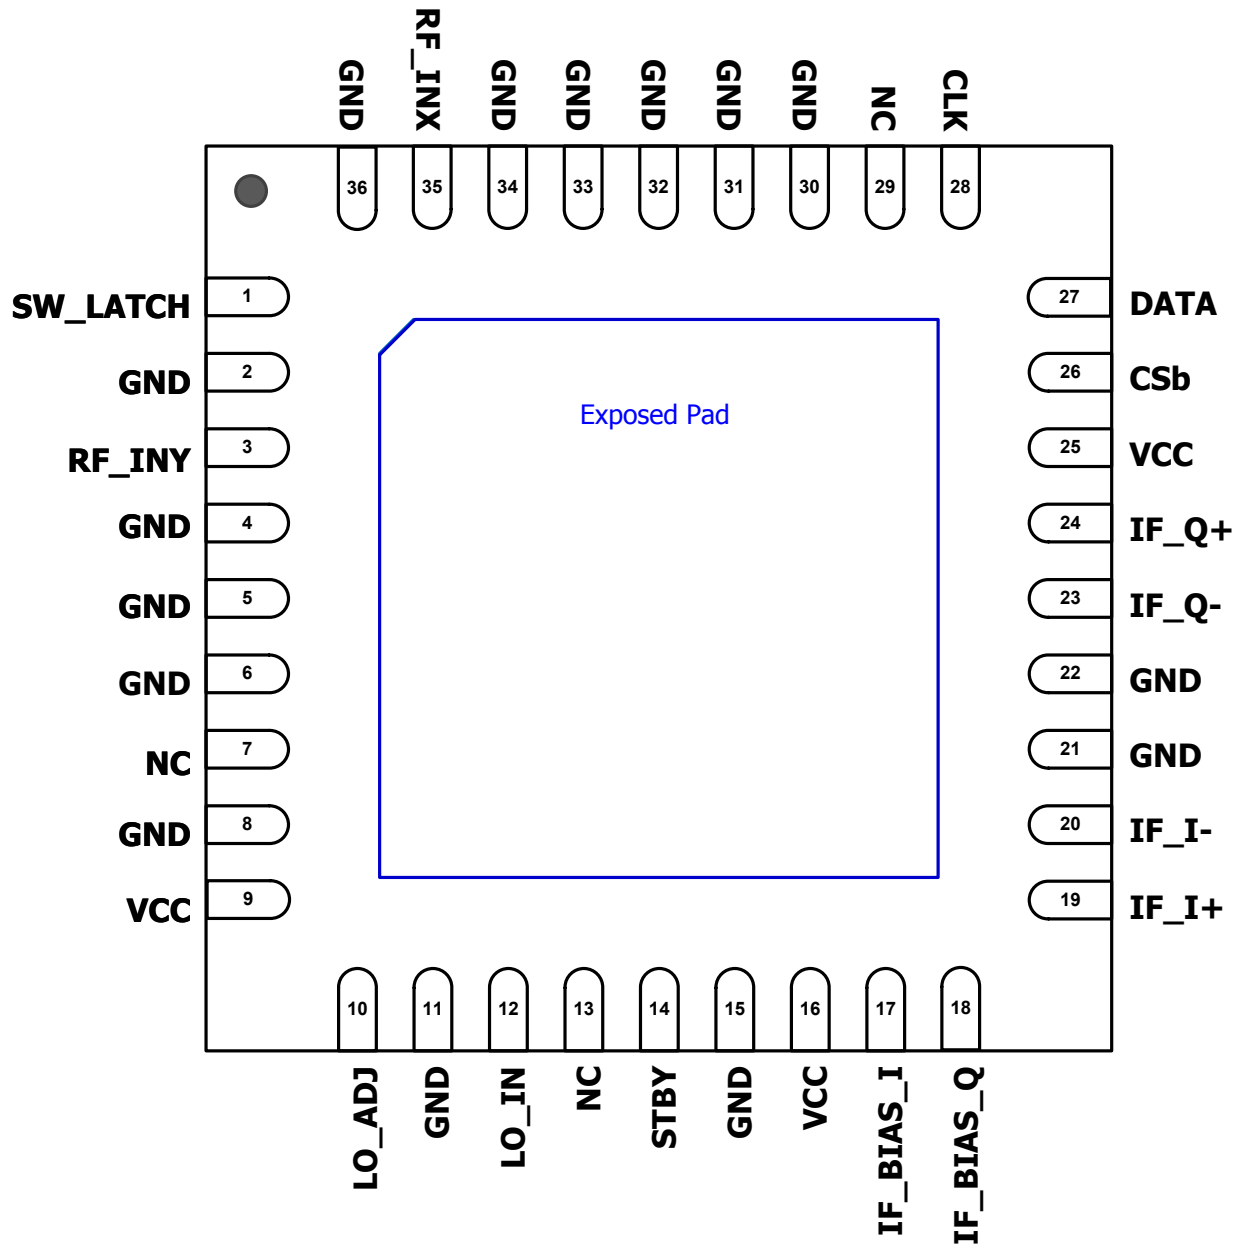 GND
RF_INX
GND
GND
GND
GND
GND
NC
CLK
36
35
34
33
32
31
30
29
28
SW_LATCH
1
27
DATA
GND
2
26
CSb
RF_INY
3
25
VCC
GND
4
24
IF_Q+
GND
5
23
IF_Q-
GND
6
22
GND
NC
7
21
GND
GND
8
20
IF_I-
VCC
9
19
IF_I+
Exposed Pad
10
11
12
13
14
15
16
17
18
LO_ADJ
GND
LO_IN
NC
STBY
GND
VCC
IF_BIAS_I
IF_BIAS_Q